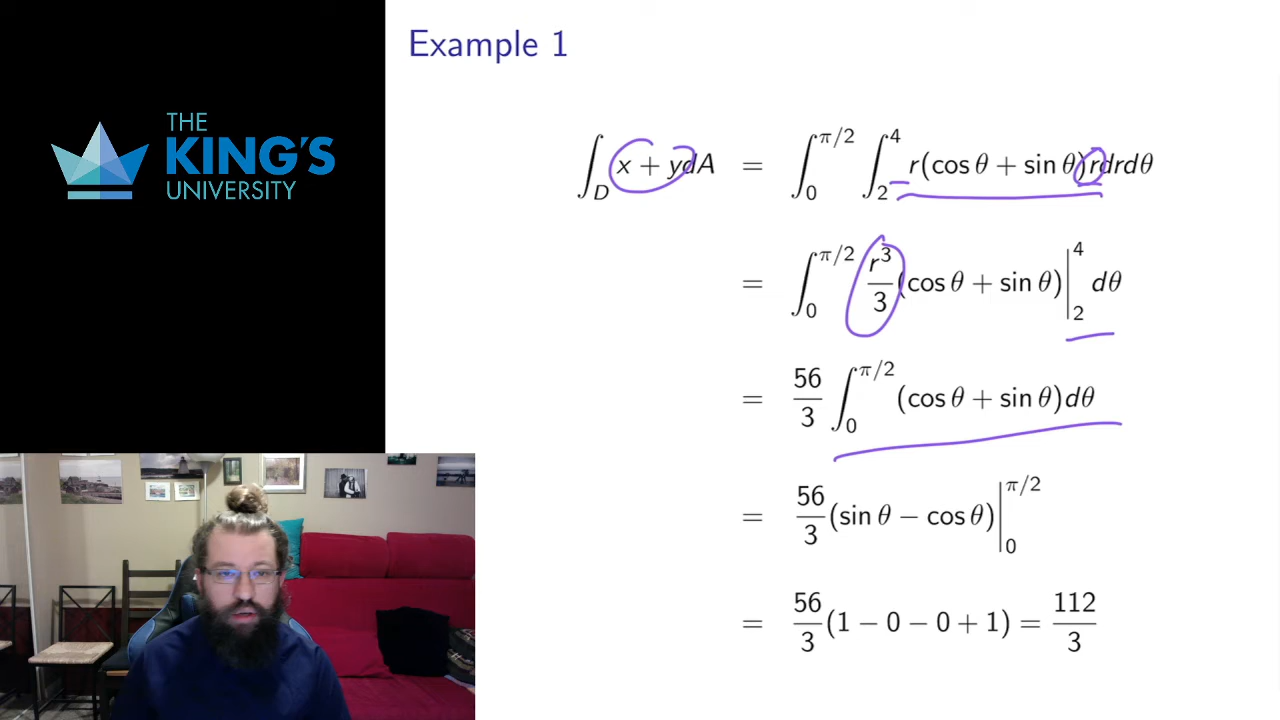 THE
KING'S
UNIVERSITY
Example 1
∫_D x + ydA = ∫_0^{π/2} ∫_2^4 r(cos θ + sin θ)rdrdθ
= ∫_0^{π/2} r^3/3 (cos θ + sin θ)|_2^4 dθ
= 56/3 ∫_0^{π/2} (cos θ + sin θ)dθ
= 56/3 (sin θ − cos θ)|_0^{π/2}
= 56/3 (1 − 0 − 0 + 1) = 112/3